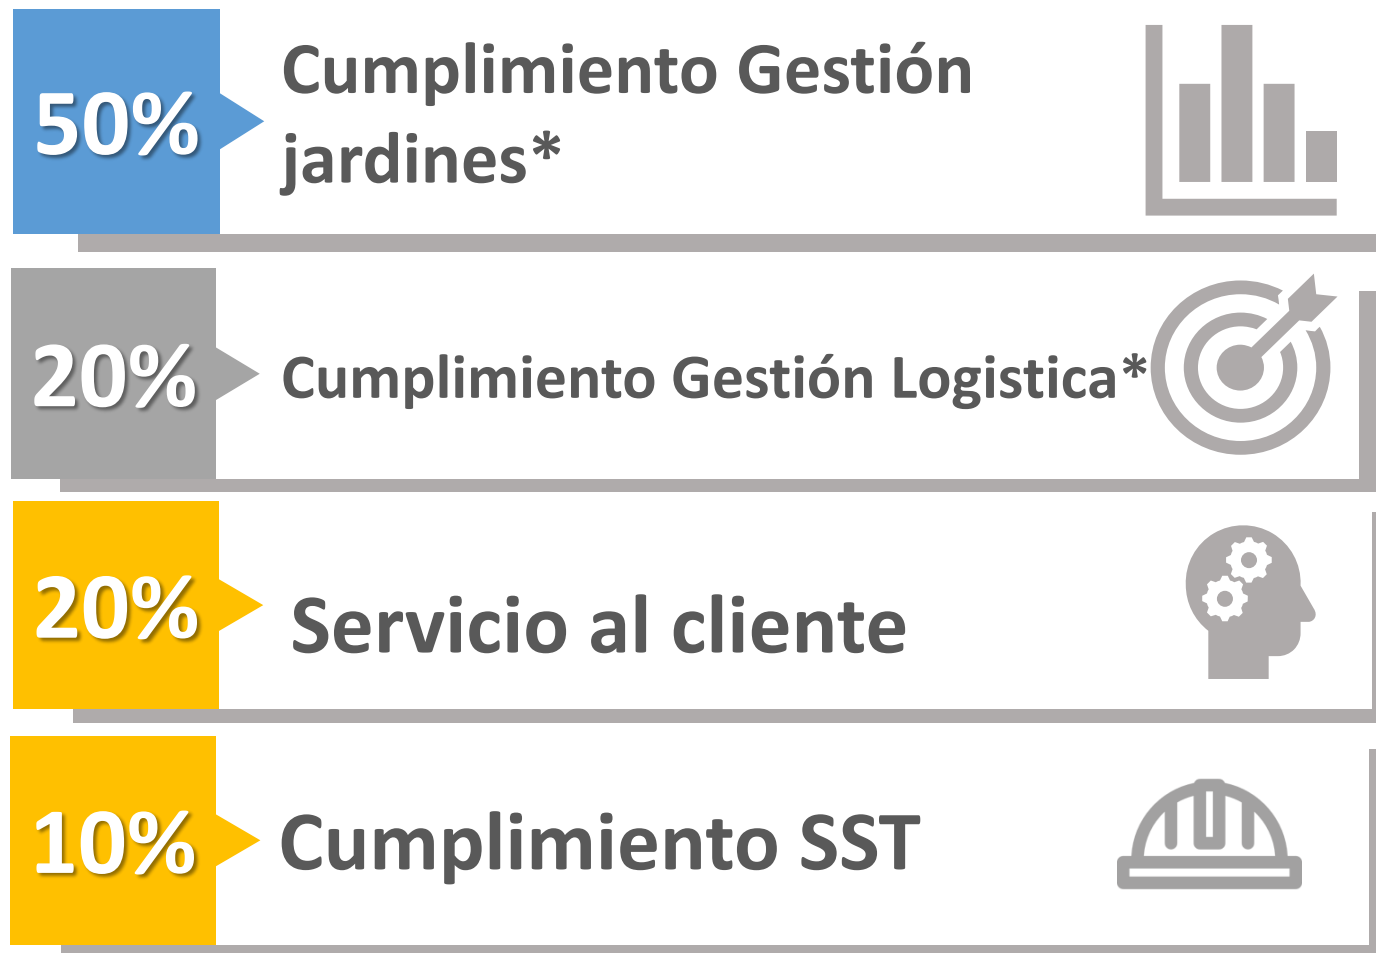 50%
Cumplimiento Gestión
jardines*
20%
Cumplimiento Gestión Logistica*
20%
Servicio al cliente
10%
Cumplimiento SST